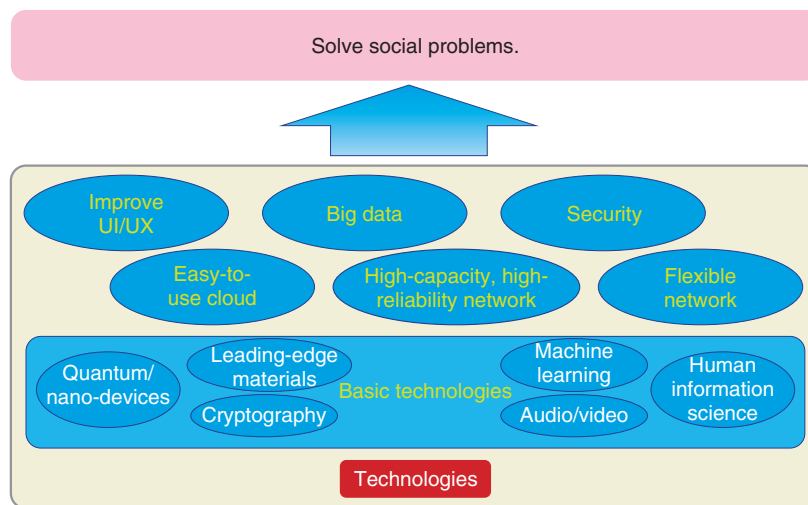 Solve social problems.
Improve
UI/UX
Big data
Security
Easy-to-
use cloud
High-capacity, high-
reliability network
Flexible
network
Quantum/
nano-devices
Leading-edge
materials
Cryptography
Basic technologies
Machine
learning
Audio/video
Human
information
science
Technologies